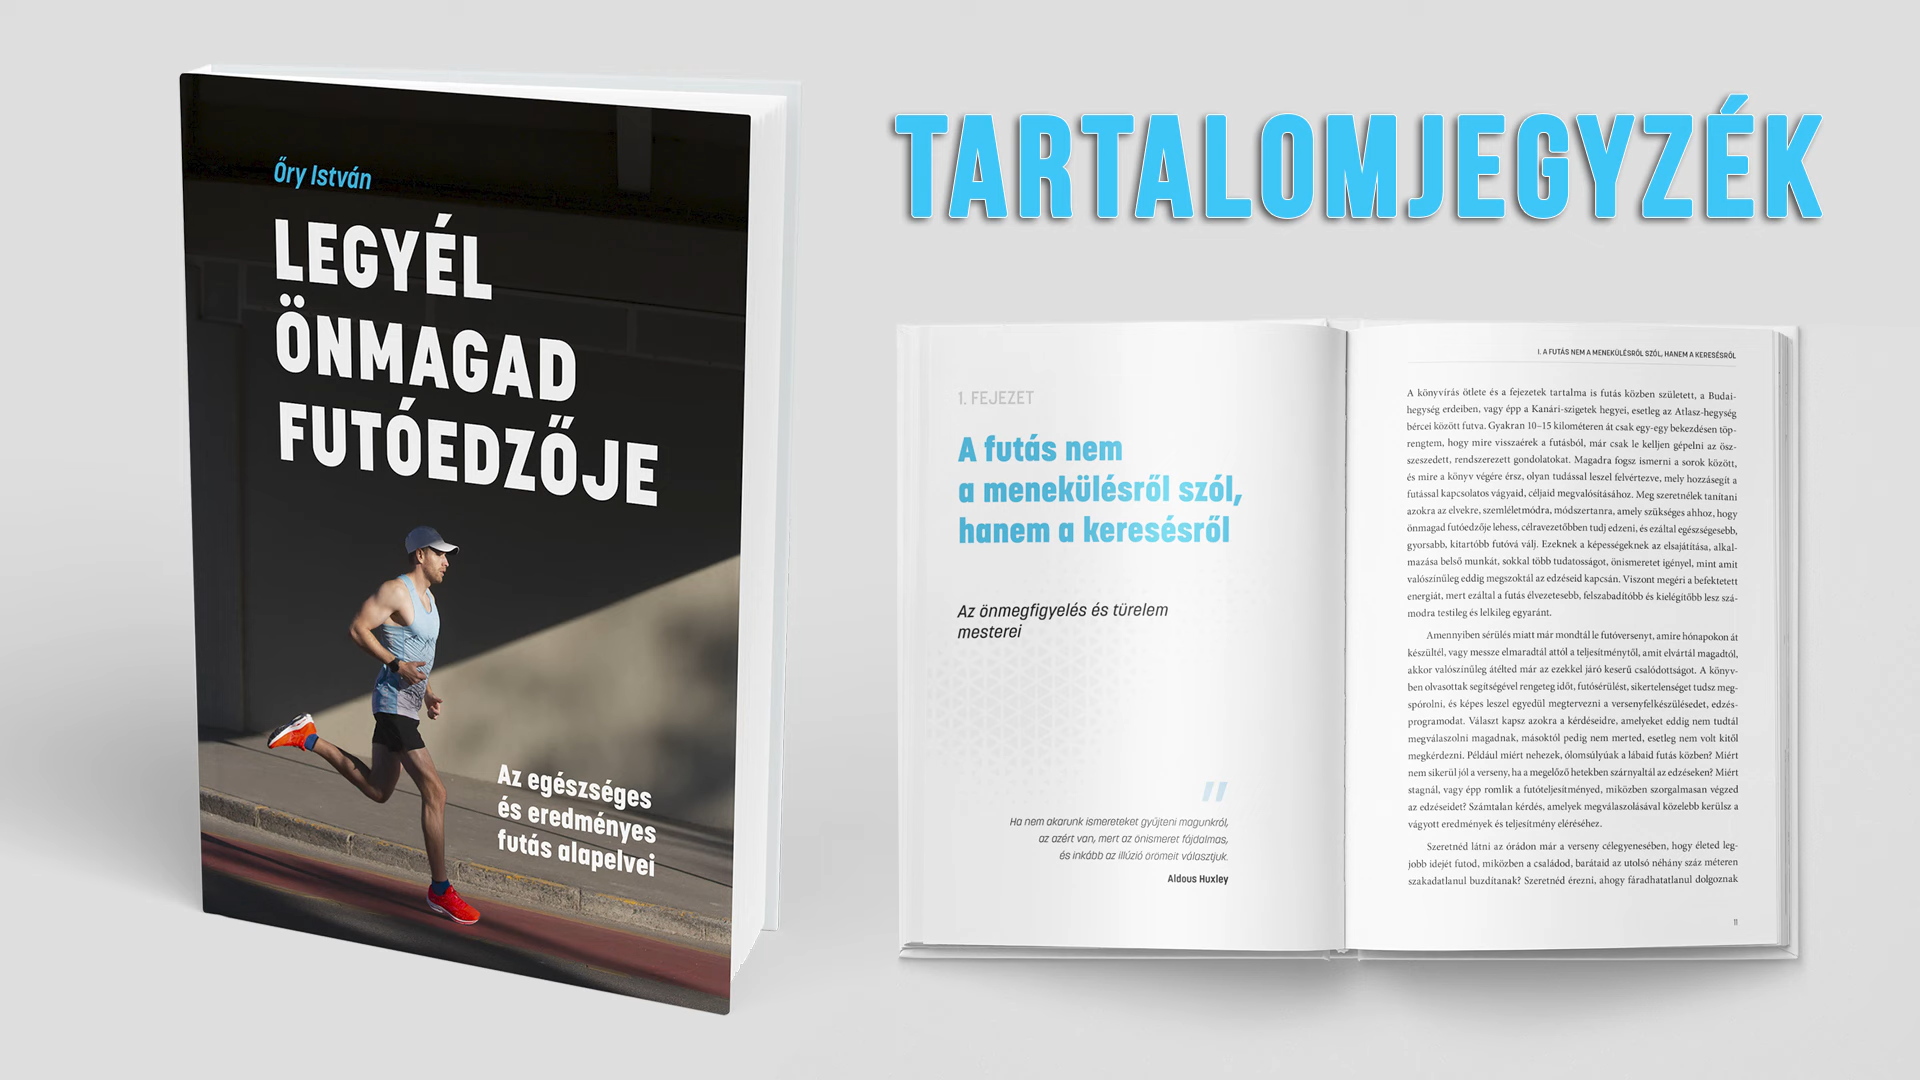 Őry István
LEGYÉL
ÖNMAGAD
FUTÓEDZŐJE
Az egészséges
és eredményes
futás alapelvei
TARTALOMJEGYZÉK
1. FEJEZET
A futás nem
a menekülésről szól,
hanem a keresésről
Az önmegfigyelés és türelem
mesterei
"
Ha nem akarunk ismereteket gyűjteni magunkról,
az azért van, mert az önismeret fájdalmas,
és inkább az illúzió örömeit választjuk.
Aldous Huxley
I. A FUTÁS NEM A MENEKÜLÉSRŐL SZÓL, HANEM A KERESÉSRŐL
A könyvírás ötlete és a fejezetek tartalma is futás közben született, a Budai-
hegység erdeiben, vagy épp a Kanári-szigetek hegyei, esetleg az Atlasz-hegység
bércei között futva. Gyakran 10–15 kilométeren át csak egy-egy bekezdésen töp-
rengtem, hogy mire visszaérek a futásból, már csak le kelljen gépelni az ösz-
szeszedett, rendszerezett gondolatokat. Magadra fogsz ismerni a sorok között,
és mire a könyv végére érsz, olyan tudással leszel felvértezve, mely hozzásegít a
futással kapcsolatos vágyaid, céljaid megvalósításához. Meg szeretnélek tanítani
azokra az elvekre, szemléletmódra, módszertanra, amely szükséges ahhoz, hogy
önmagad futóedzője lehess, célravezetőbben tudj edzeni, és ezáltal egészségesebb,
gyorsabb, kitartóbb futóvá válj. Ezeknek a képességeknek az elsajátítása, alkal-
mazása belső munkát, sokkal több tudatosságot, önismeretet igényel, mint amit
valószínűleg eddig megszoktál az edzéseid kapcsán. Viszont megéri a befektetett
energiát, mert ezáltal a futás élvezetesebb, felszabadítóbb és kielégítőbb lesz szá-
modra testileg és lelkileg egyaránt.
Amennyiben sérülés miatt már mondtál le futóversenyt, amire hónapokon át
készültél, vagy messze elmaradtál attól a teljesítménytől, amit elvártál magadtól,
akkor valószínűleg átélted már az ezekkel járó keserű csalódottságot. A könyv-
ben olvasottak segítségével rengeteg időt, futósérülést, sikertelenséget tudsz meg-
spórolni, és képes leszel egyedül megtervezni a versenyfelkészülésedet, edzés-
programodat. Választ kapsz azokra a kérdéseidre, amelyeket eddig nem tudtál
megválaszolni magadnak, másoktól pedig nem merted, esetleg nem volt kitől
megkérdezni. Például miért nehezek, ólomsúlyúak a lábaid futás közben? Miért
nem sikerül jól a verseny, ha a megelőző hetekben szárnyaltál az edzéseken? Miért
stagnál, vagy épp romlik a futóteljesítményed, miközben szorgalmasan végzed
az edzéseidet? Számtalan kérdés, amelyek megválaszolásával közelebb kerülsz a
vágyott eredmények és teljesítmény eléréséhez.
Szeretnéd látni az órádon már a verseny célegyenesében, hogy életed leg-
jobb idejét futod, miközben a családod, barátaid az utolsó néhány száz méteren
szakadatlanul buzdítanak? Szeretnéd érezni, ahogy fáradhatatlanul dolgoznak
11